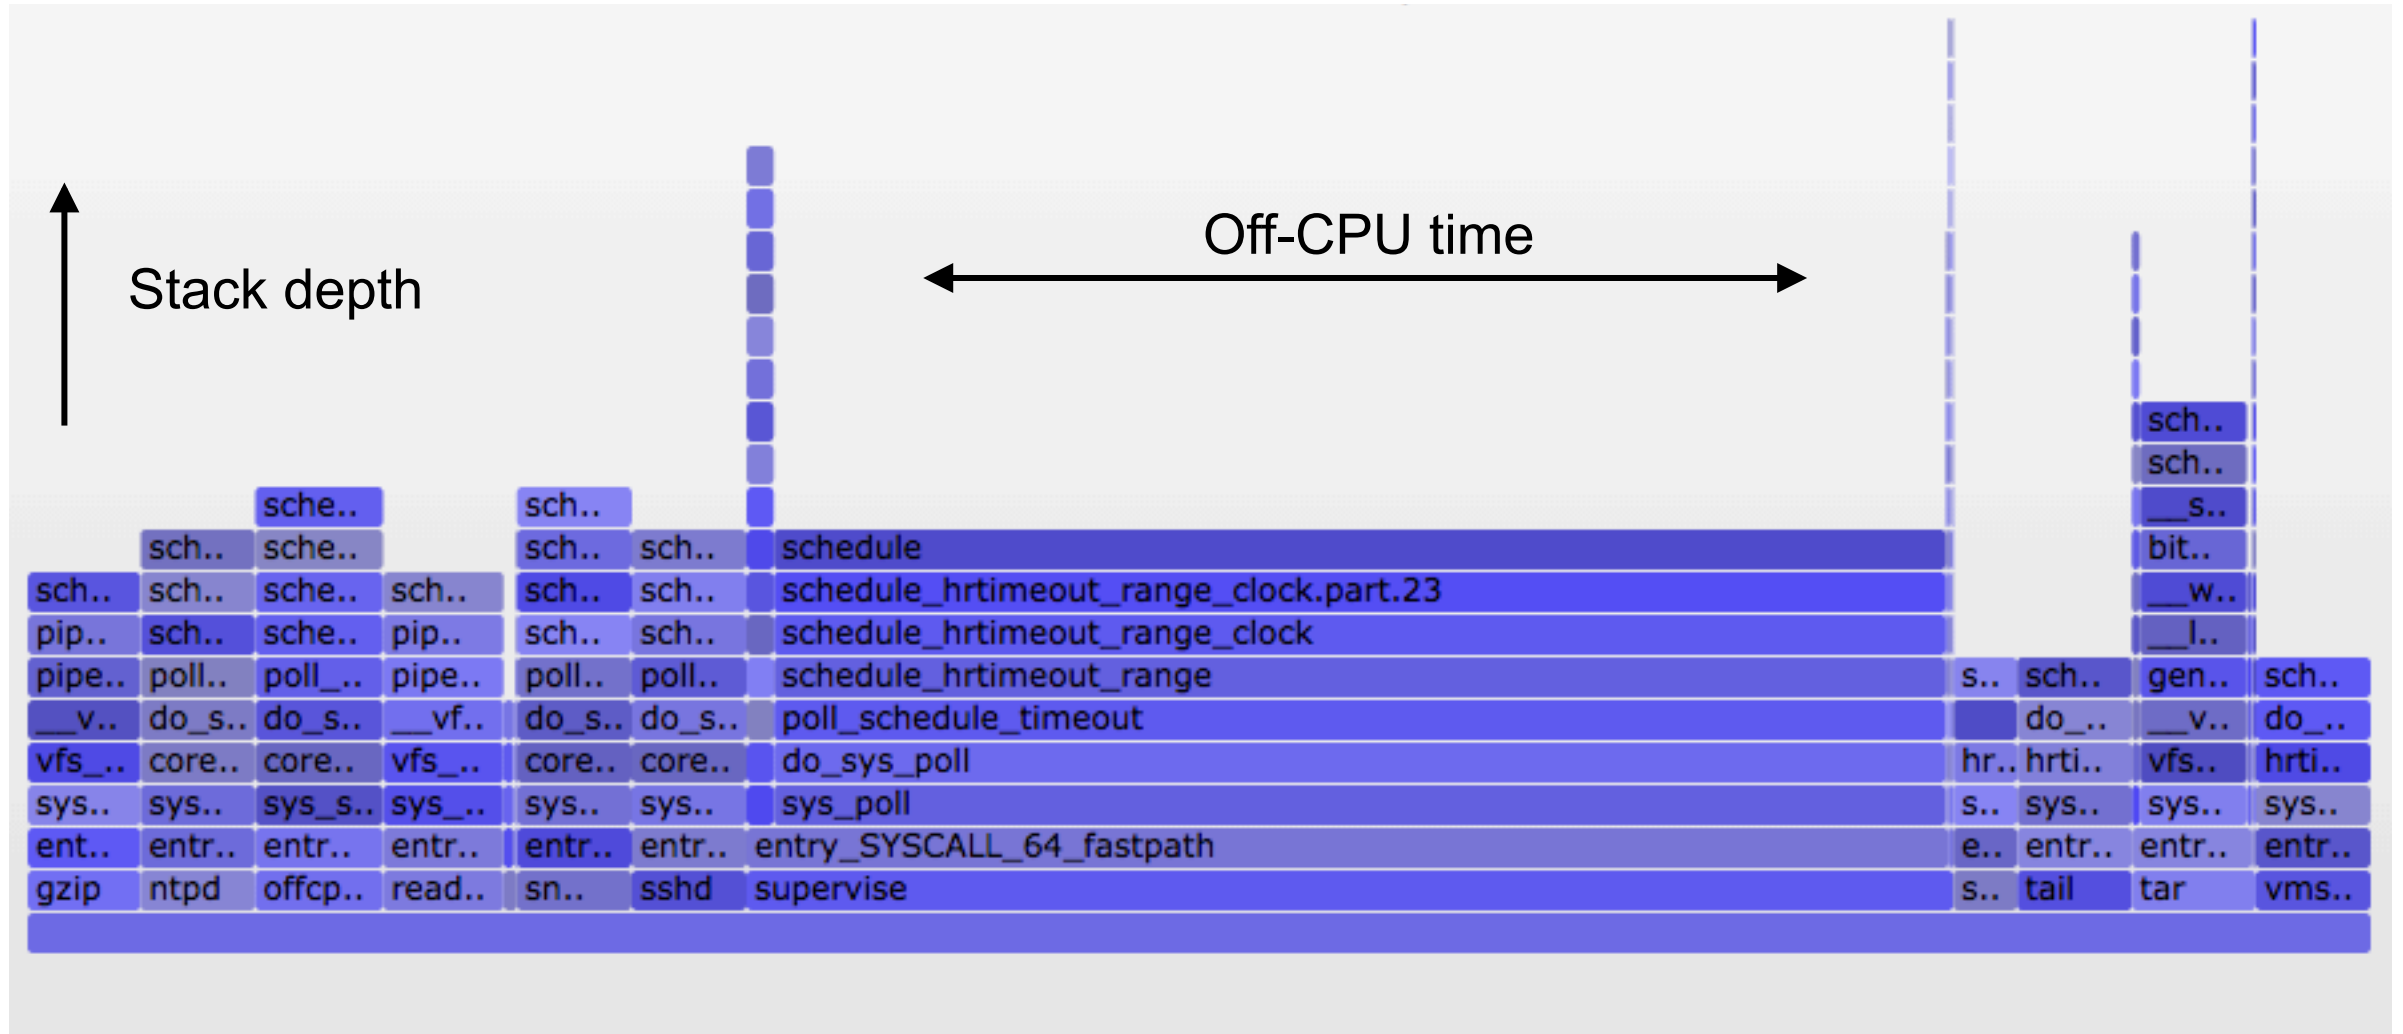 Off-CPU time
Stack depth
sch..
sch..
sche.. sch.. __s..
sch.. sche.. sch.. sch.. schedule bit..
sch.. sch.. sche.. sch.. sch.. sch.. schedule_hrtimeout_range_clock.part.23 __w..
pip.. sch.. sche.. pip.. sch.. sch.. schedule_hrtimeout_range_clock __l..
pipe.. poll.. poll_.. pipe.. poll.. poll.. schedule_hrtimeout_range s.. sch.. gen.. sch..
__v.. do_s.. do_s.. __vf.. do_s.. do_s.. poll_schedule_timeout do_.. __v.. do_..
vfs_.. core.. core.. vfs_.. core.. core.. do_sys_poll hr.. hrti.. vfs.. hrti..
sys.. sys.. sys_s.. sys_.. sys.. sys.. sys_poll s.. sys.. sys.. sys..
ent.. entr.. entr.. entr.. entr.. entr.. entry_SYSCALL_64_fastpath e.. entr.. entr.. entr..
gzip ntpd offcp.. read.. sn.. sshd supervise s.. tail tar vms..